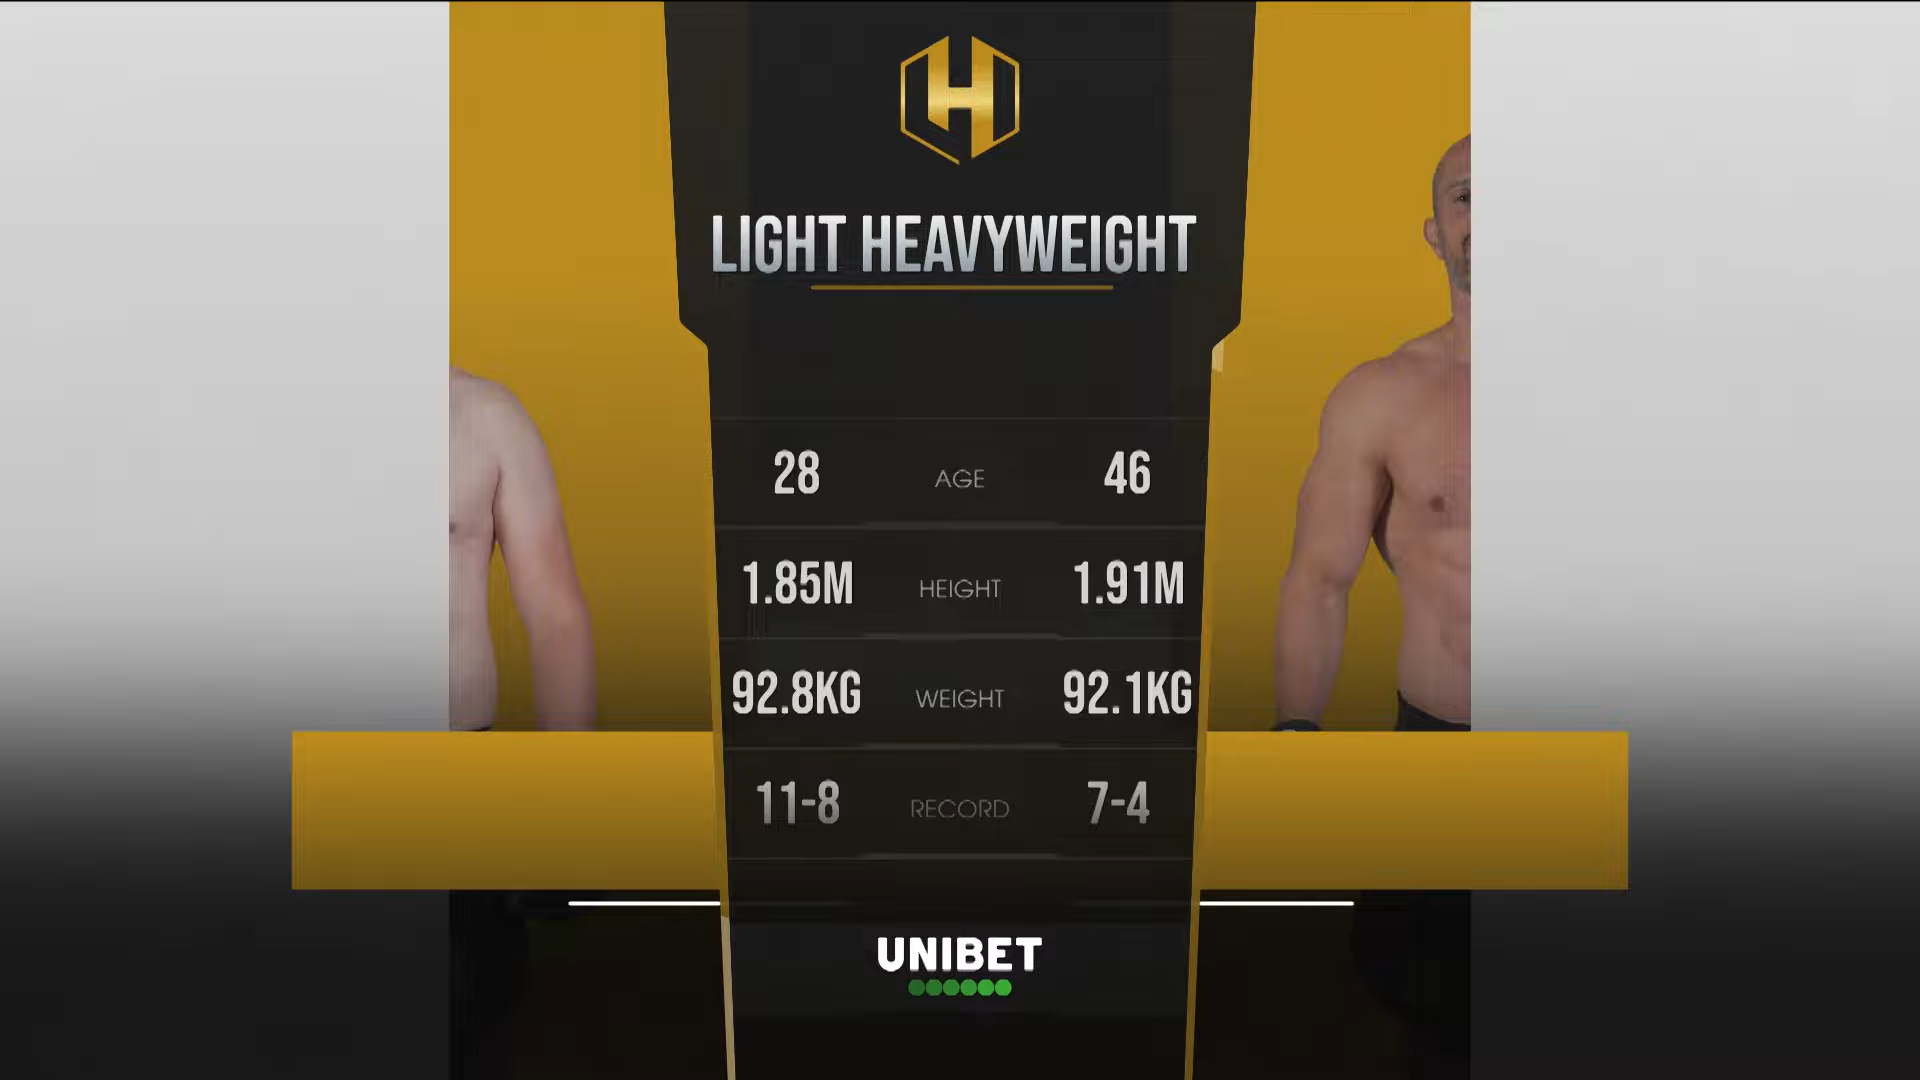 H
LIGHT HEAVYWEIGHT
28 AGE 46
1.85M HEIGHT 1.91M
92.8KG WEIGHT 92.1KG
11-8 RECORD 7-4
UNIBET